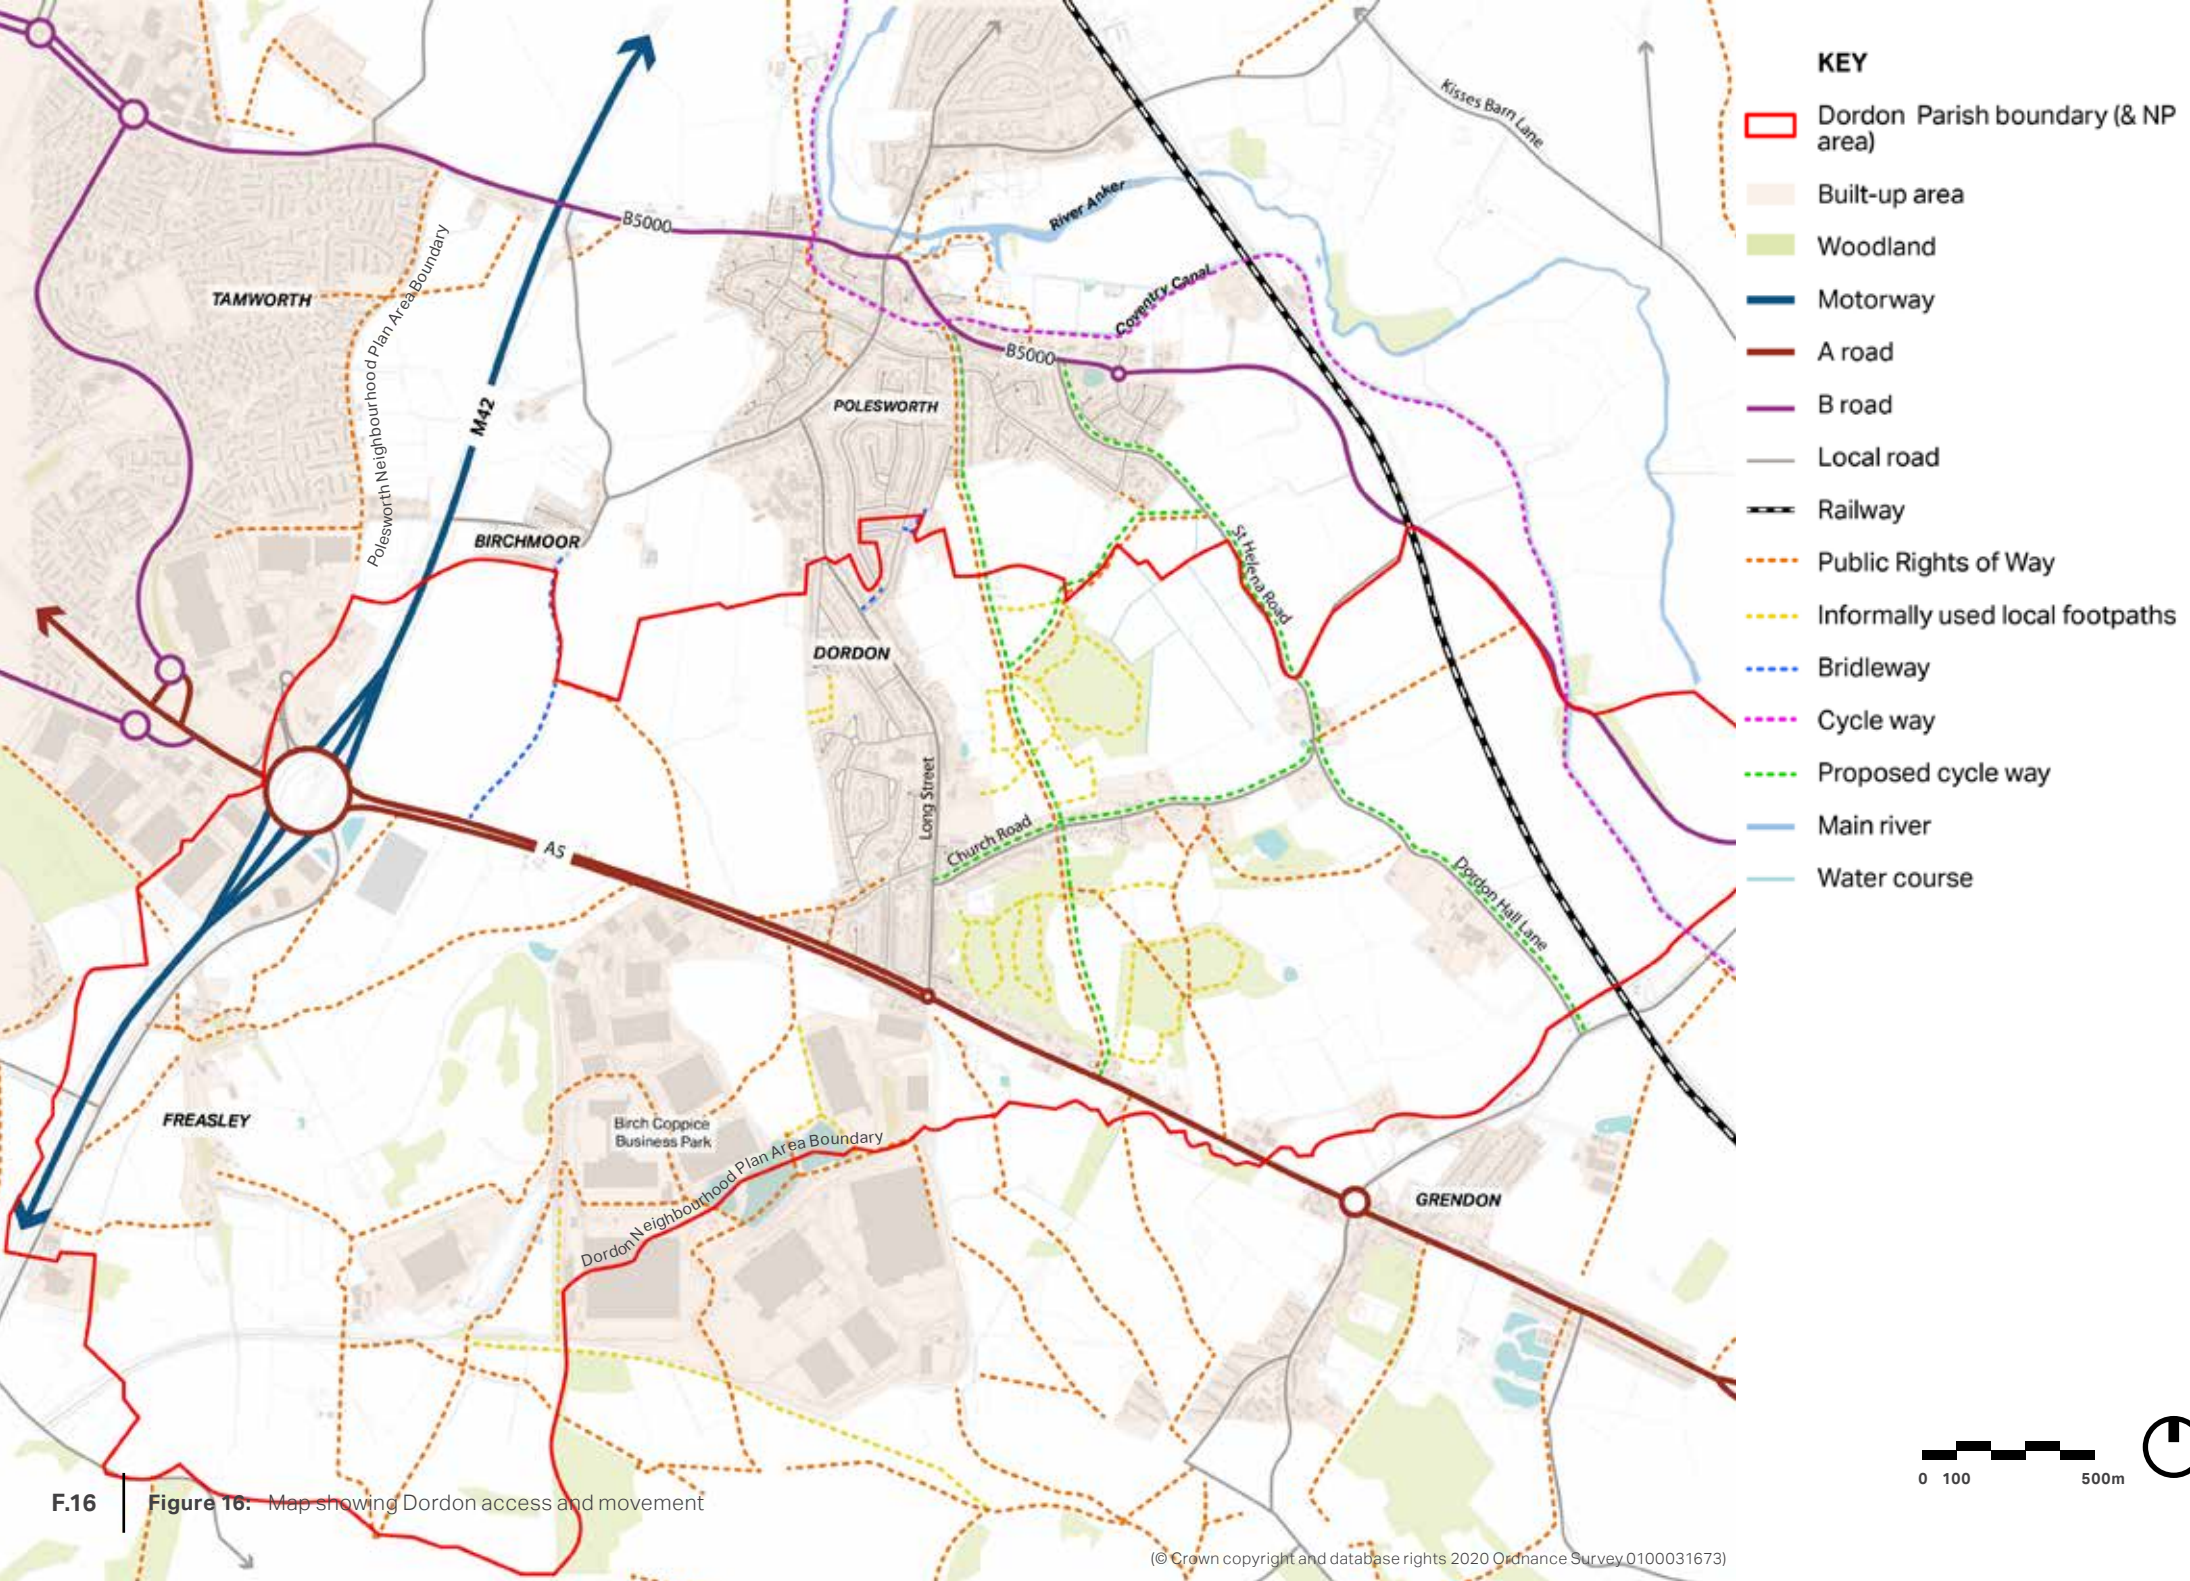 KEY
Dordon Parish boundary (& NP
area)
Built-up area
Woodland
Motorway
A road
B road
Local road
Railway
Public Rights of Way
Informally used local footpaths
Bridleway
Cycle way
Proposed cycle way
Main river
Water course
Kisses Barn Lane
River Anker
B5000
Polesworth Neighbourhood Plan Area Boundary
TAMWORTH
Coventry Canal
B5000
M42
POLESWORTH
BIRCHMOOR
St Helena Road
DORDON
Long Street
Church Road
A5
Dordon Hall Lane
FREASLEY
Birch Coppice
Business Park
Dordon Neighbourhood Plan Area Boundary
GRENDON
0 100 500m
F.16
Figure 16: Map showing Dordon access and movement
(© Crown copyright and database rights 2020 Ordnance Survey 0100031673)